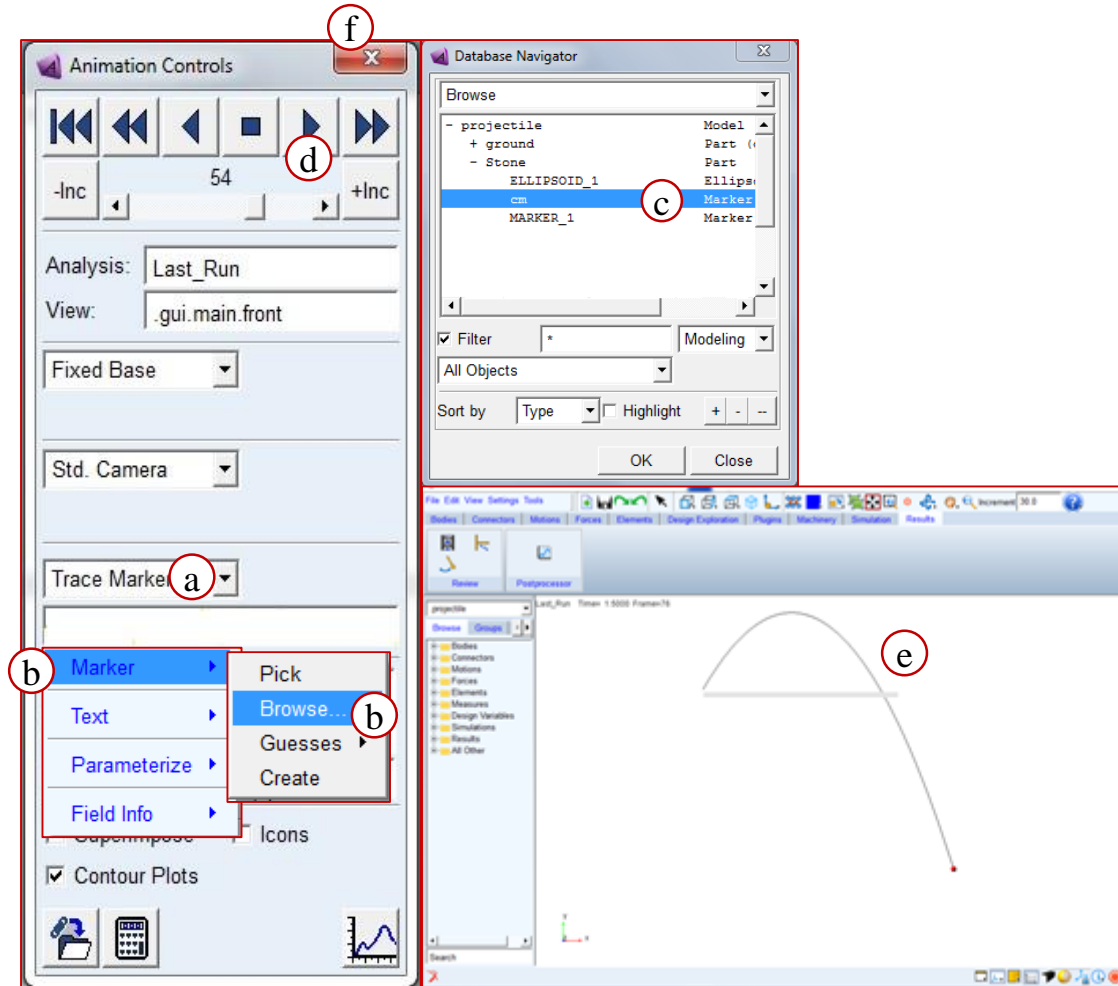 f
Animation Controls
d
-Inc
54
+Inc
Analysis:
Last_Run
View:
.gui.main.front
Fixed Base
Std. Camera
Trace Marker
a
b
Marker
Text
Parameterize
Field Info
Pick
Browse...
b
Guesses
Create
Icons
Contour Plots
Database Navigator
Browse
- projectile Model
+ ground Part
- Stone Part
ELLIPSOID_1
cm Marker
c
MARKER_1 Marker
Filter
*
Modeling
All Objects
Sort by
Type
Highlight
+ - --
OK
Close
File Edit View Settings Tools
Increment 30.0
Bodies Connectors Motions Forces Elements Design Exploration Plugins Machinery Simulation Results
Review
Postprocessor
projectile
Last_Run Time= 1.5000 Frame=76
Browse Groups
Bodies
Connectors
Motions
Forces
Elements
Measures
Design Variables
Simulations
Results
All Other
e
Search